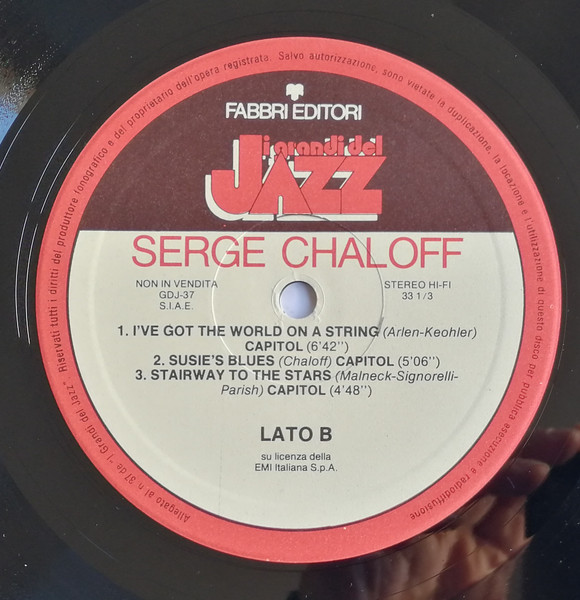 FABBRI EDITORI
i grandi del
JAZZ
SERGE CHALOFF
NON IN VENDITA
GDJ-37
S.I.A.E.
STEREO HI-FI
33 1/3
1. I'VE GOT THE WORLD ON A STRING (Arlen-Keohler)
CAPITOL (6'42'')
2. SUSIE'S BLUES (Chaloff) CAPITOL (5'06'')
3. STAIRWAY TO THE STARS (Malneck-Signorelli-
Parish) CAPITOL (4'48'')
LATO B
su licenza della
EMI Italiana S.p.A.
Allegato al n. 37 de "I Grandi del Jazz" Riservati tutti i diritti del produttore fonografico e del proprietario dell'opera registrata. Salvo autorizzazione, sono vietate la duplicazione, la locazione e l'utilizzazione di questo disco per pubblica esecuzione e radiodiffusione